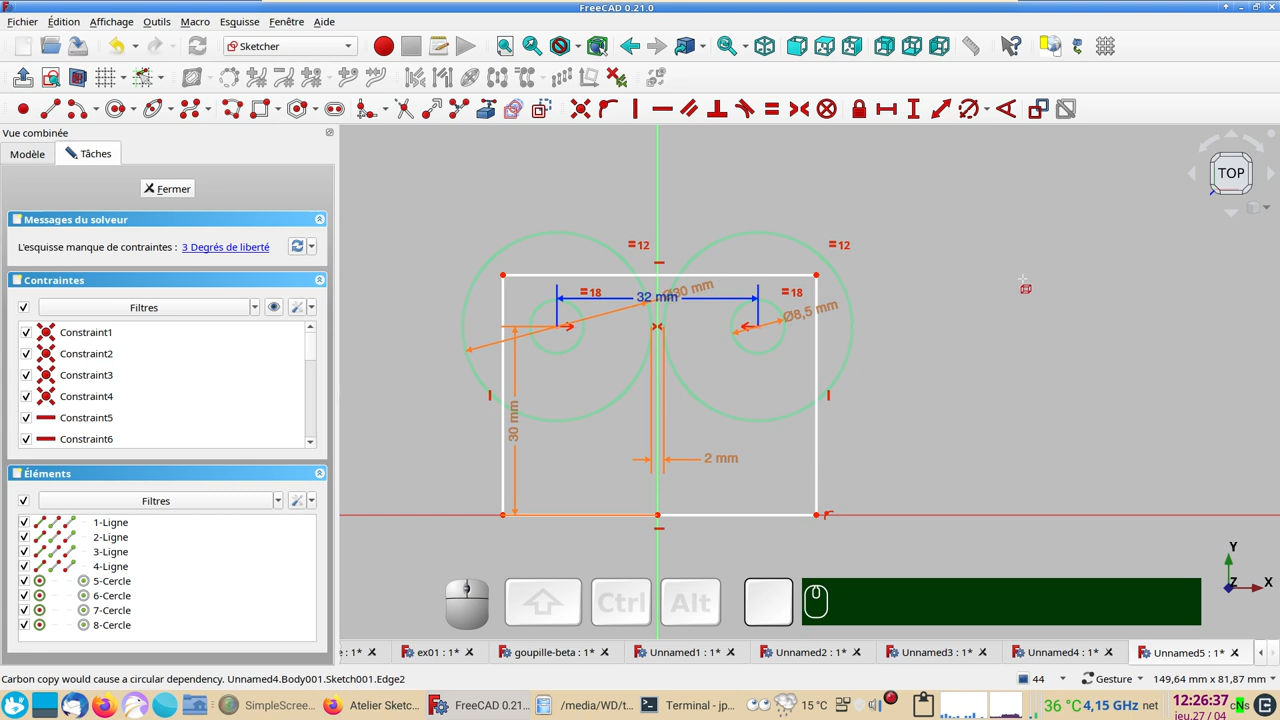 FreeCAD 0.21.0
Fichier Édition Affichage Outils Macro Esquisse Fenêtre Aide
Sketcher
Vue combinée
Modèle Tâches
Fermer
Messages du solveur
L'esquisse manque de contraintes : 3 Degrés de liberté
Contraintes
Filtres
Constraint1
Constraint2
Constraint3
Constraint4
Constraint5
Constraint6
Éléments
Filtres
1-Ligne
2-Ligne
3-Ligne
4-Ligne
5-Cercle
6-Cercle
7-Cercle
8-Cercle
TOP
12
12
18
18
32 mm
Ø30 mm
Ø8,5 mm
30 mm
2 mm
Y
Z
X
Ctrl
Alt
e : 1* ex01 : 1* goupille-beta : 1* Unnamed1 : 1* Unnamed2 : 1* Unnamed3 : 1* Unnamed4 : 1* Unnamed5 : 1*
Carbon copy would cause a circular dependency. Unnamed4.Body001.Sketch001.Edge2
44 Gesture 149,64 mm x 81,87 mm
SimpleScree...
Atelier Sketc...
FreeCAD 0.21.0
/media/WD/t...
Terminal - jp...
15 °C
36 °C 4,15 GHz net
12:26:37
jeu.27 / 04
cNs